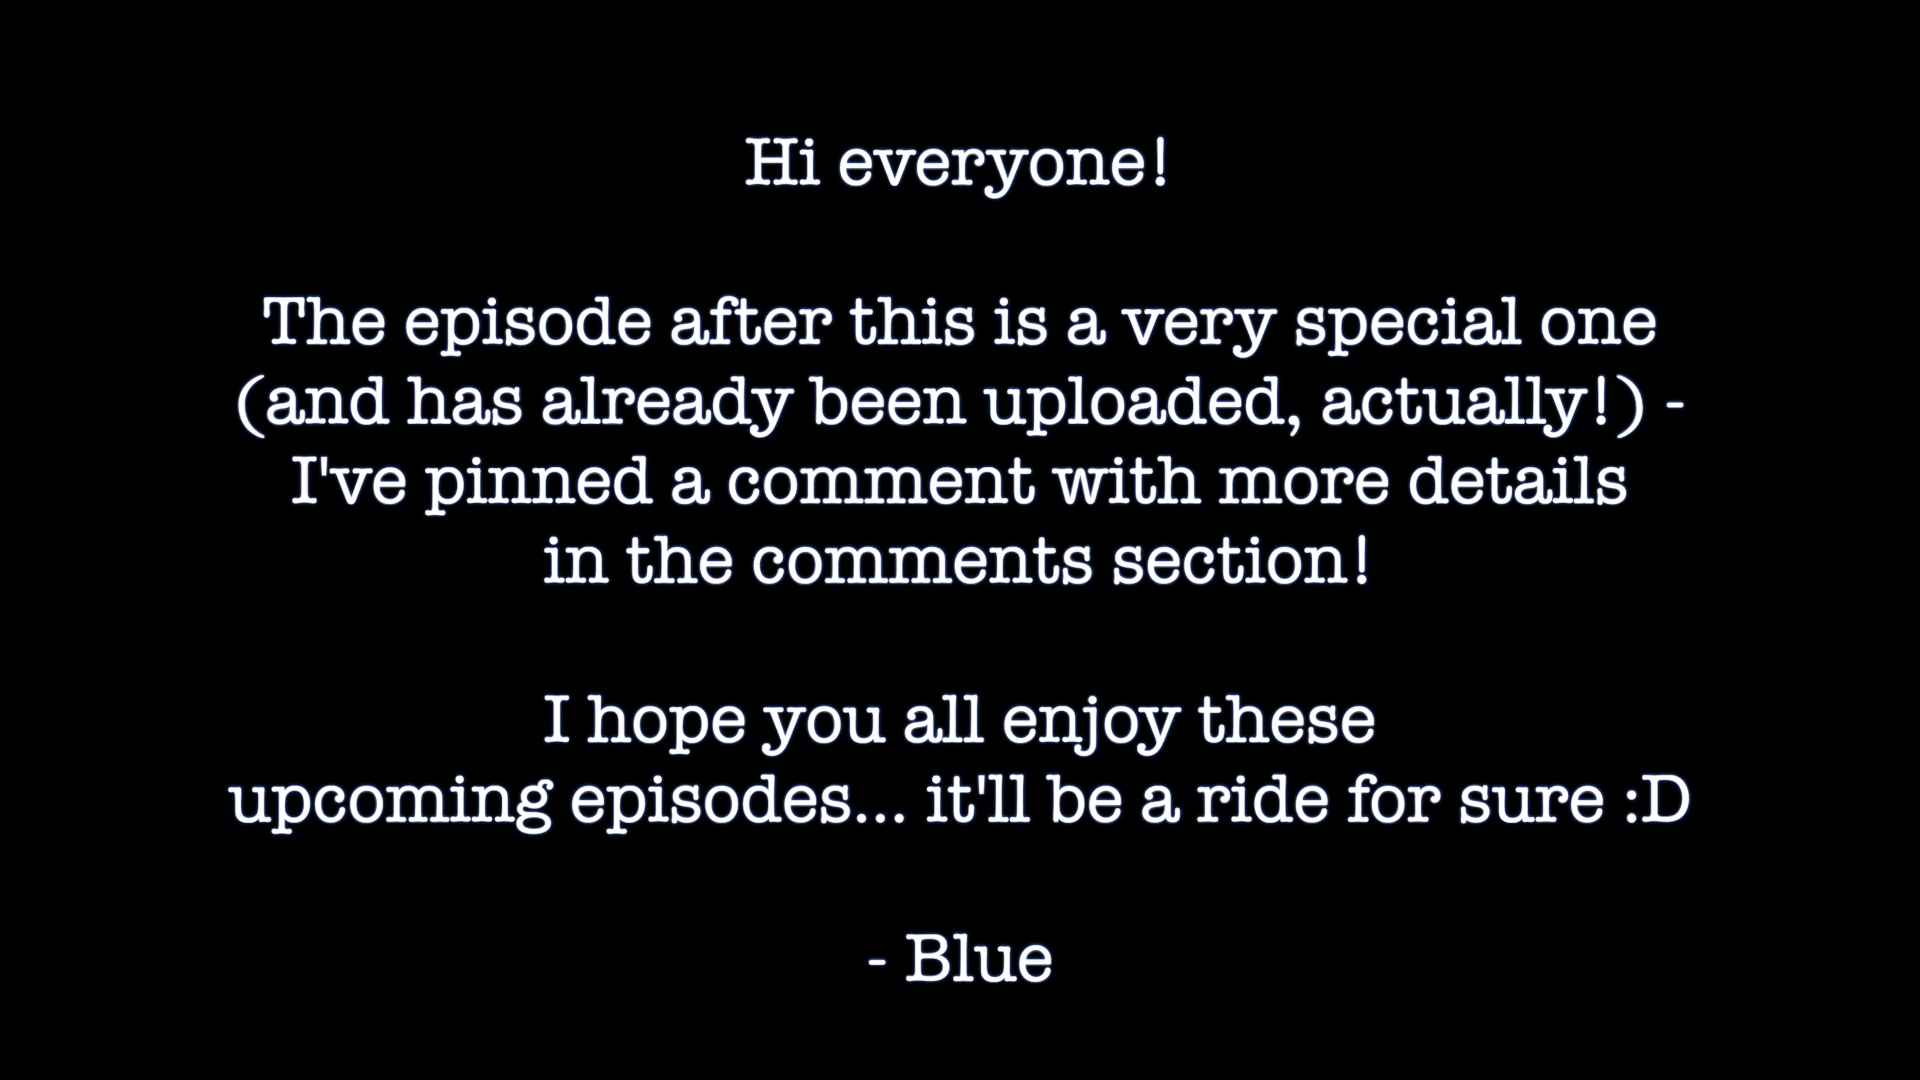 Hi everyone!
The episode after this is a very special one
(and has already been uploaded, actually!) -
I've pinned a comment with more details
in the comments section!
I hope you all enjoy these
upcoming episodes... it'll be a ride for sure :D
- Blue